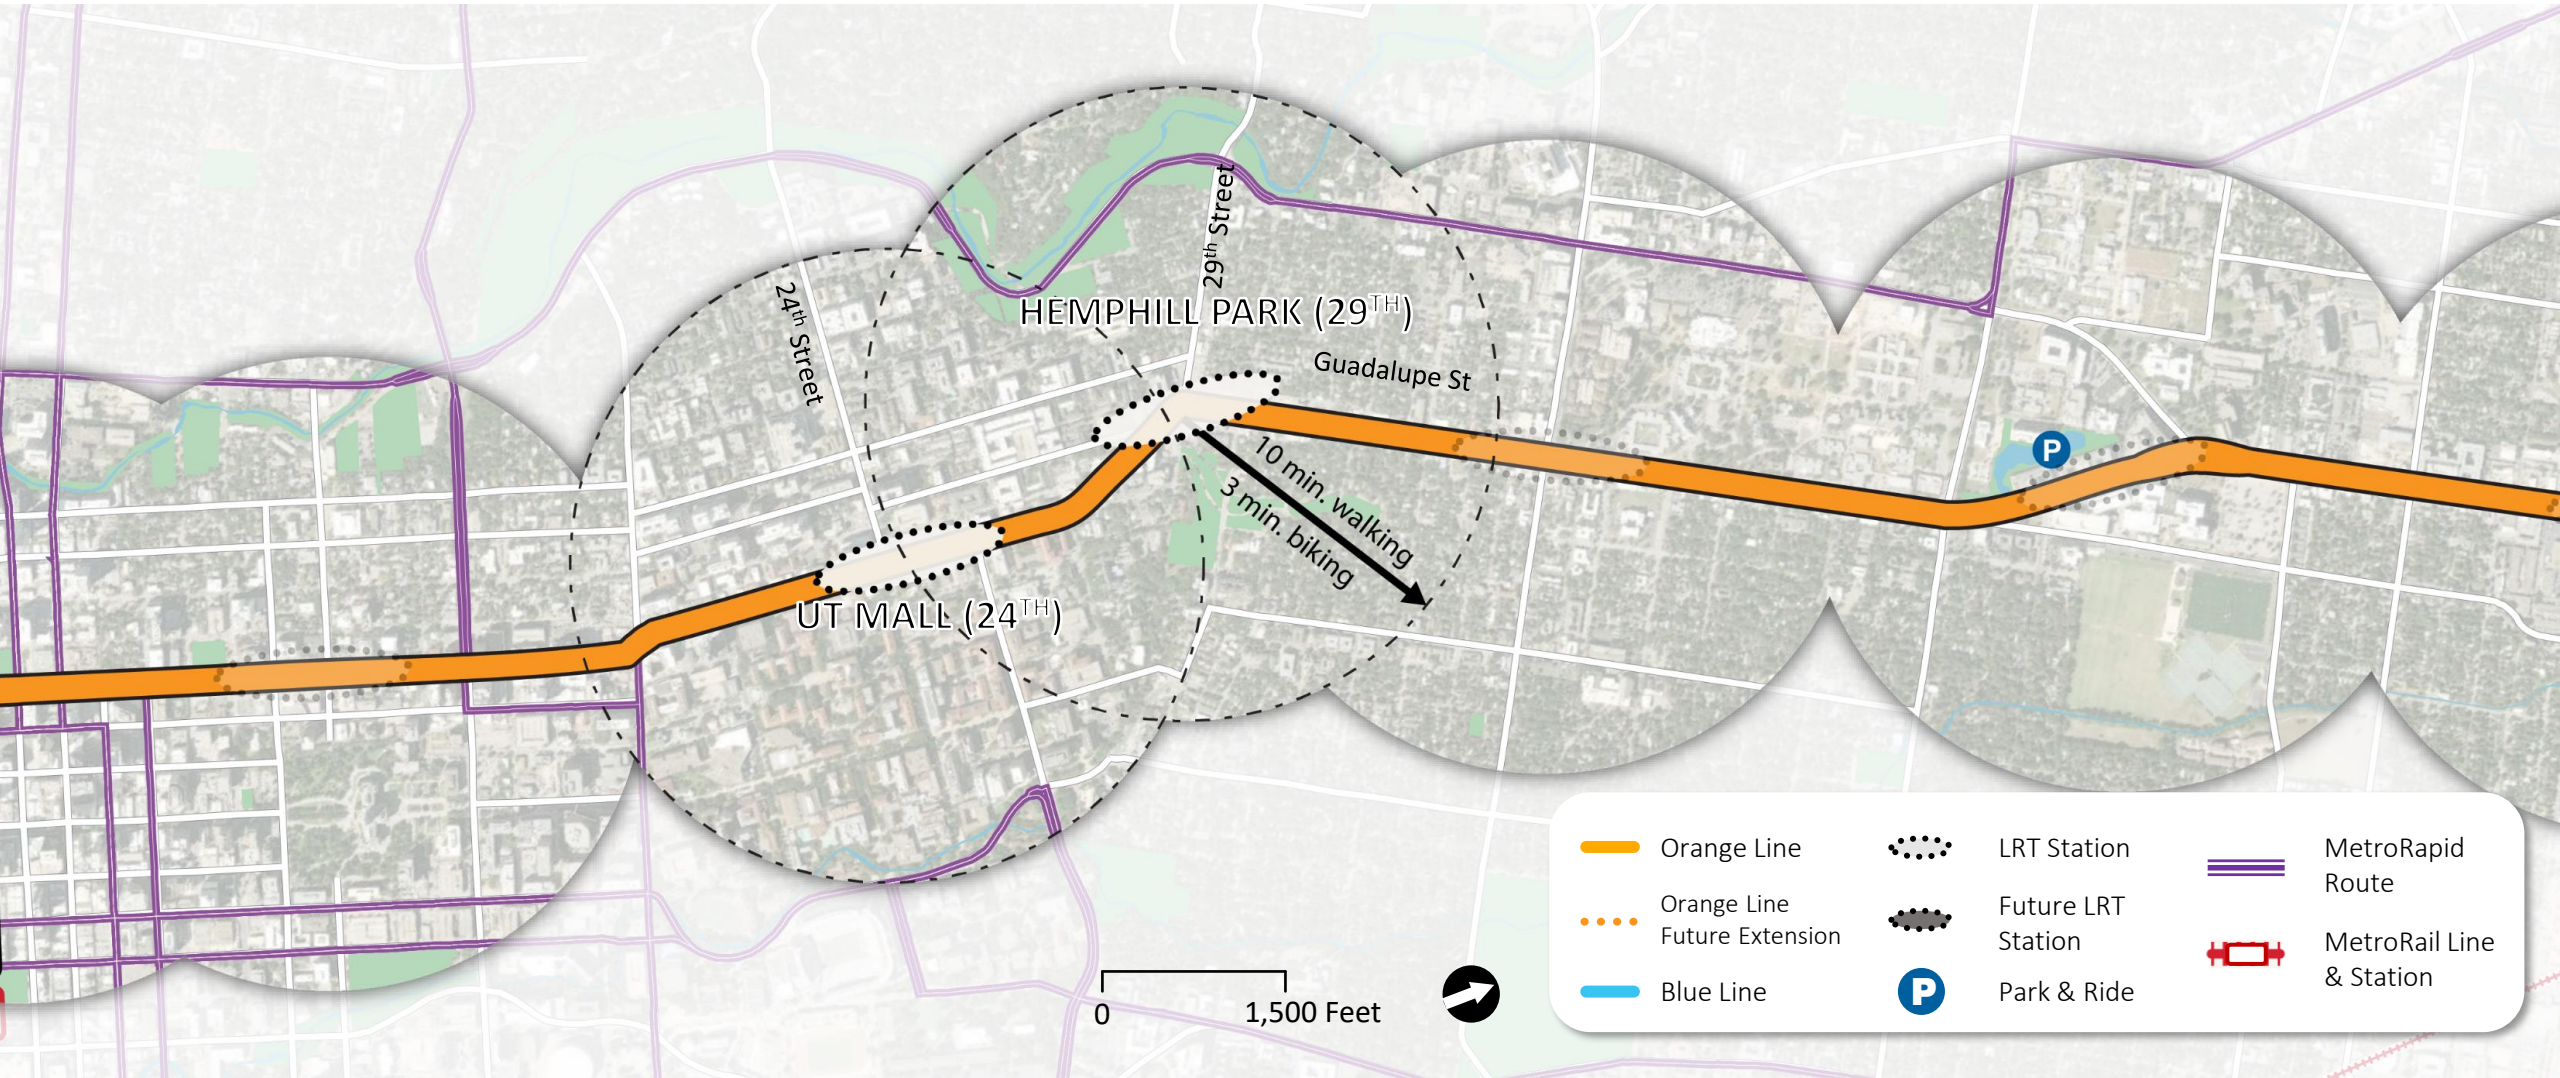 29th Street
24th Street
HEMPHILL PARK (29TH)
Guadalupe St
10 min. walking
3 min. biking
P
UT MALL (24TH)
0
1,500 Feet
Orange Line
Orange Line
Future Extension
Blue Line
LRT Station
Future LRT
Station
P
Park & Ride
MetroRapid
Route
MetroRail Line
& Station